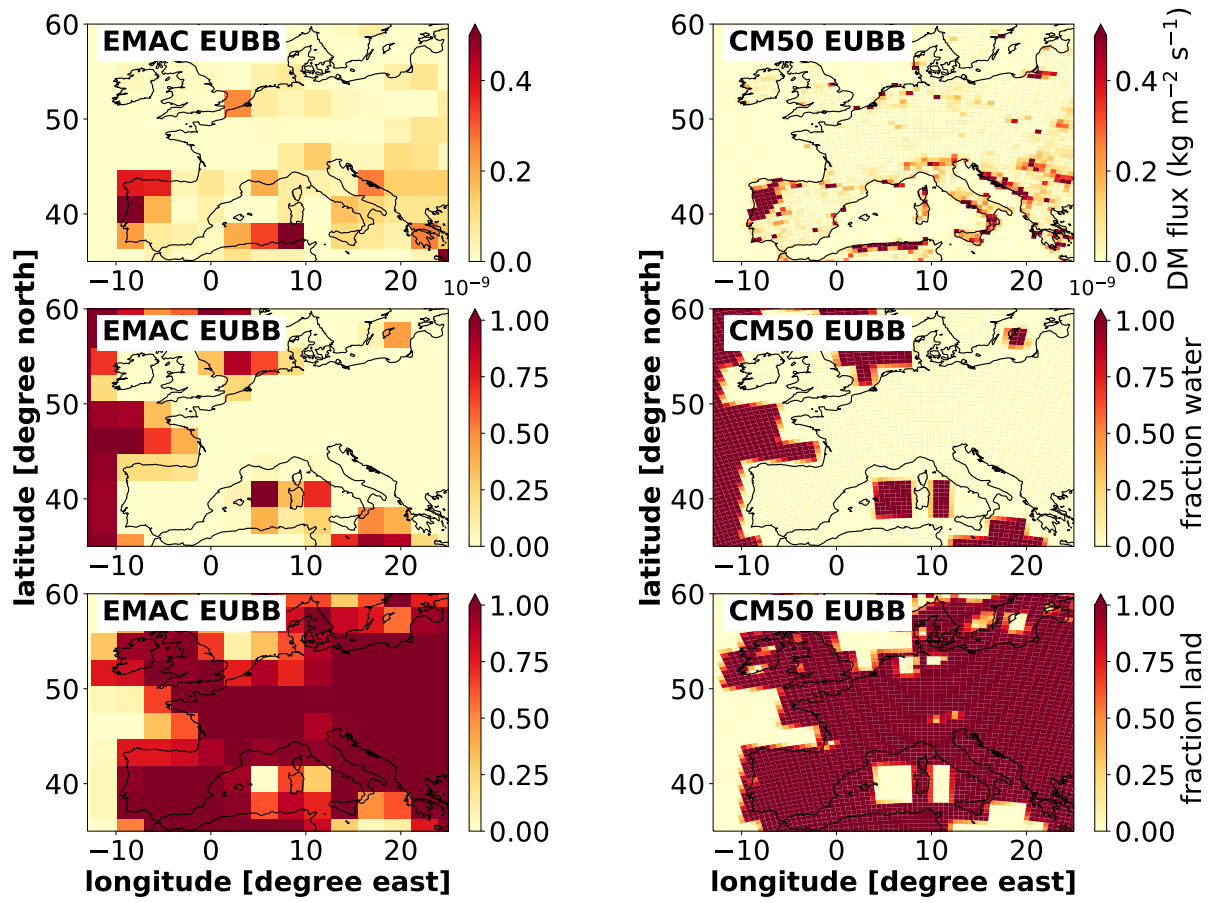 EMAC EUBB
60
50
40
−10 0 10 20
0.4
0.2
0.0
10⁻⁹
CM50 EUBB
60
50
40
−10 0 10 20
0.4
0.2
0.0
10⁻⁹
DM flux (kg m⁻² s⁻¹)
EMAC EUBB
60
50
40
−10 0 10 20
1.00
0.75
0.50
0.25
0.00
latitude [degree north]
CM50 EUBB
60
50
40
−10 0 10 20
1.00
0.75
0.50
0.25
0.00
fraction water
latitude [degree north]
EMAC EUBB
60
50
40
−10 0 10 20
1.00
0.75
0.50
0.25
0.00
longitude [degree east]
CM50 EUBB
60
50
40
−10 0 10 20
1.00
0.75
0.50
0.25
0.00
fraction land
longitude [degree east]